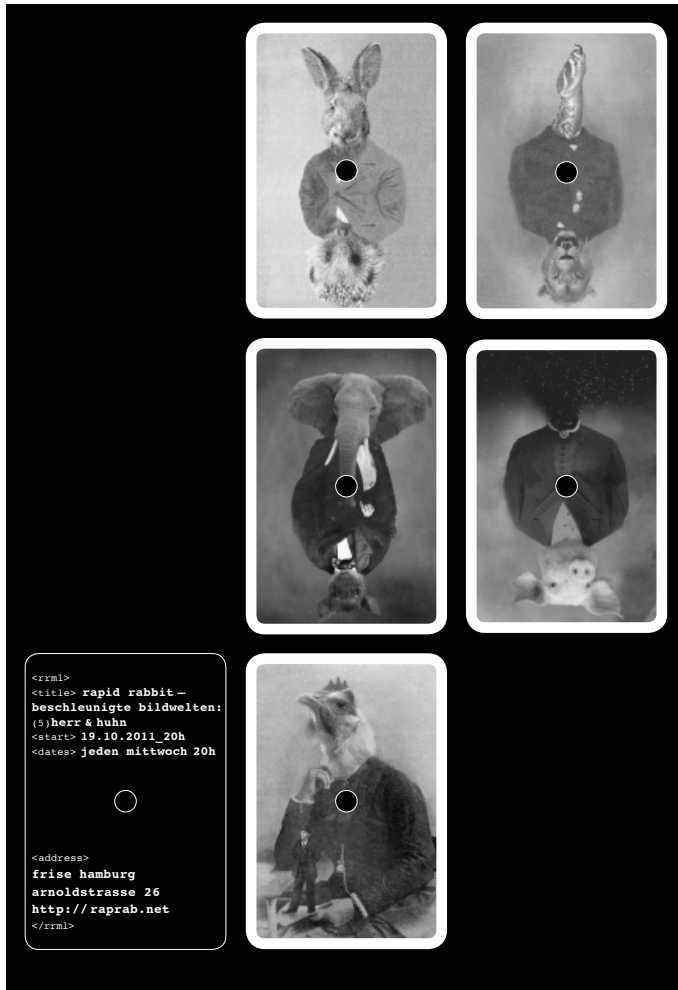 <rrml>
<title> rapid rabbit –
beschleunigte bildwelten:
(5)herr & huhn
<start> 19.10.2011_20h
<dates> jeden mittwoch 20h
<address>
frise hamburg
arnoldstrasse 26
http://raprab.net
</rrml>